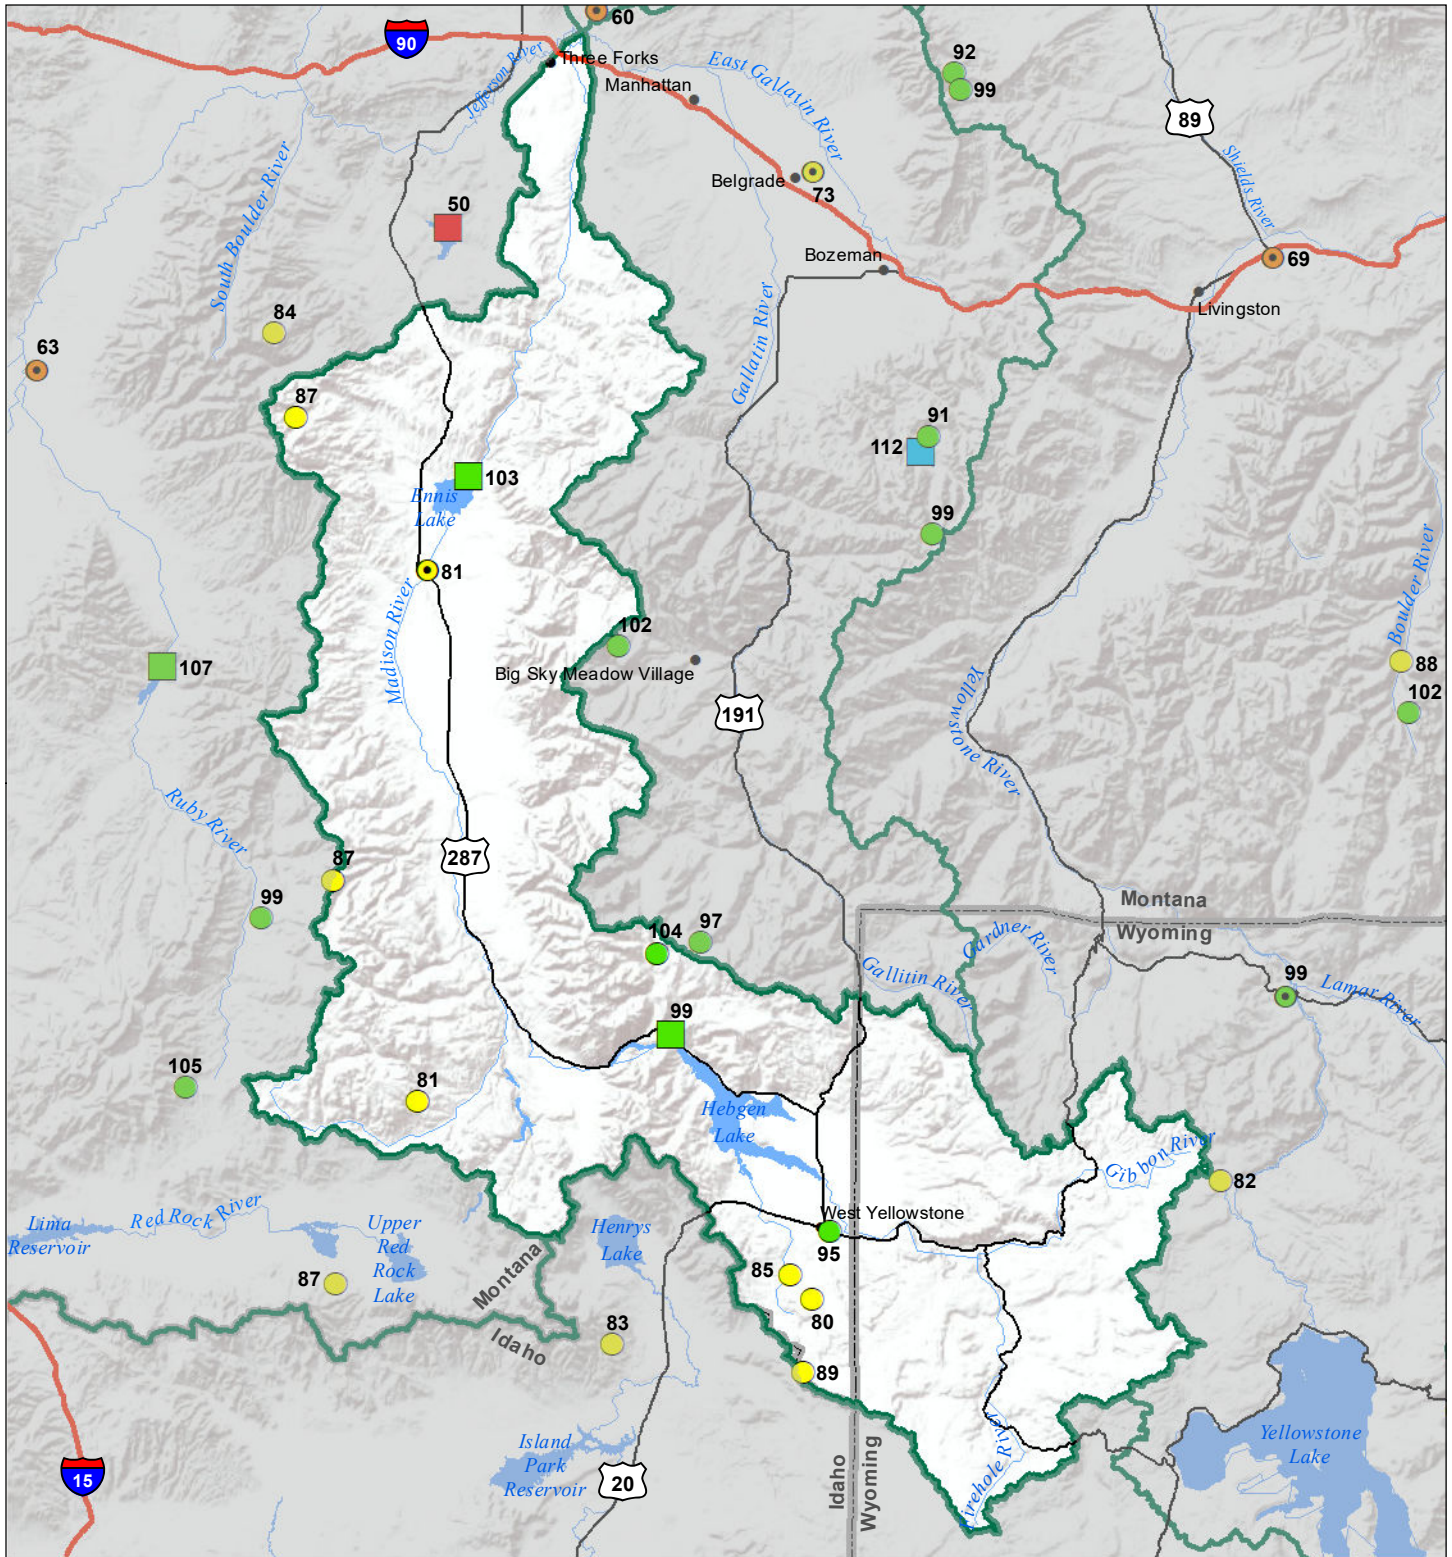 60
90
Three Forks
Jefferson River
Manhattan
East Gallatin River
92
99
89
Shields River
Belgrade
73
South Boulder River
50
Bozeman
69
Gallatin River
Livingston
84
63
87
91
112
103
Ennis
Lake
99
81
Madison River
Boulder River
102
Big Sky Meadow Village
107
88
102
191
Yellowstone River
Ruby River
287
87
99
Montana
Wyoming
104
97
Gardner River
Gallitin River
99
Lamar River
99
105
81
Hebgen
Lake
Gibbon River
82
Lima
Reservoir
Red Rock River
Upper
Red
Rock
Lake
Henrys
Lake
West Yellowstone
95
Montana
Idaho
87
85
80
83
89
Firehole River
Yellowstone
Lake
Island
Park
Reservoir
15
20
Idaho
Wyoming